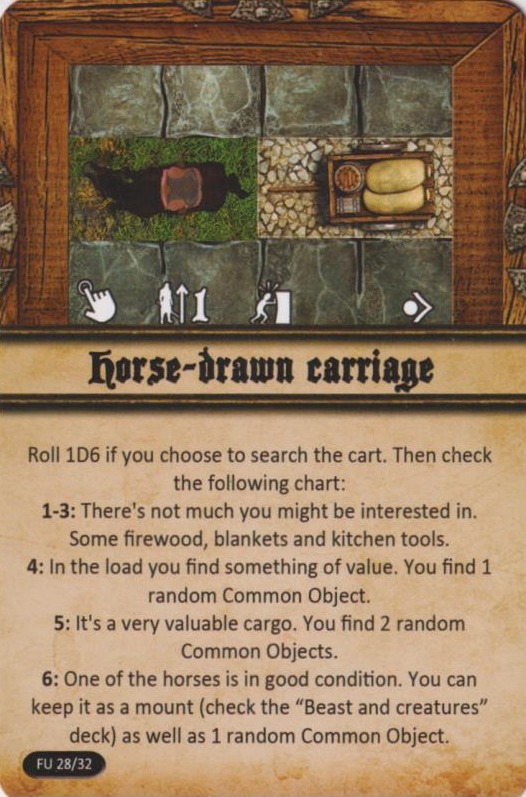 1
Horse-drawn carriage
Roll 1D6 if you choose to search the cart. Then check
the following chart:
1-3: There's not much you might be interested in.
Some firewood, blankets and kitchen tools.
4: In the load you find something of value. You find 1
random Common Object.
5: It's a very valuable cargo. You find 2 random
Common Objects.
6: One of the horses is in good condition. You can
keep it as a mount (check the “Beast and creatures”
deck) as well as 1 random Common Object.
FU 28/32